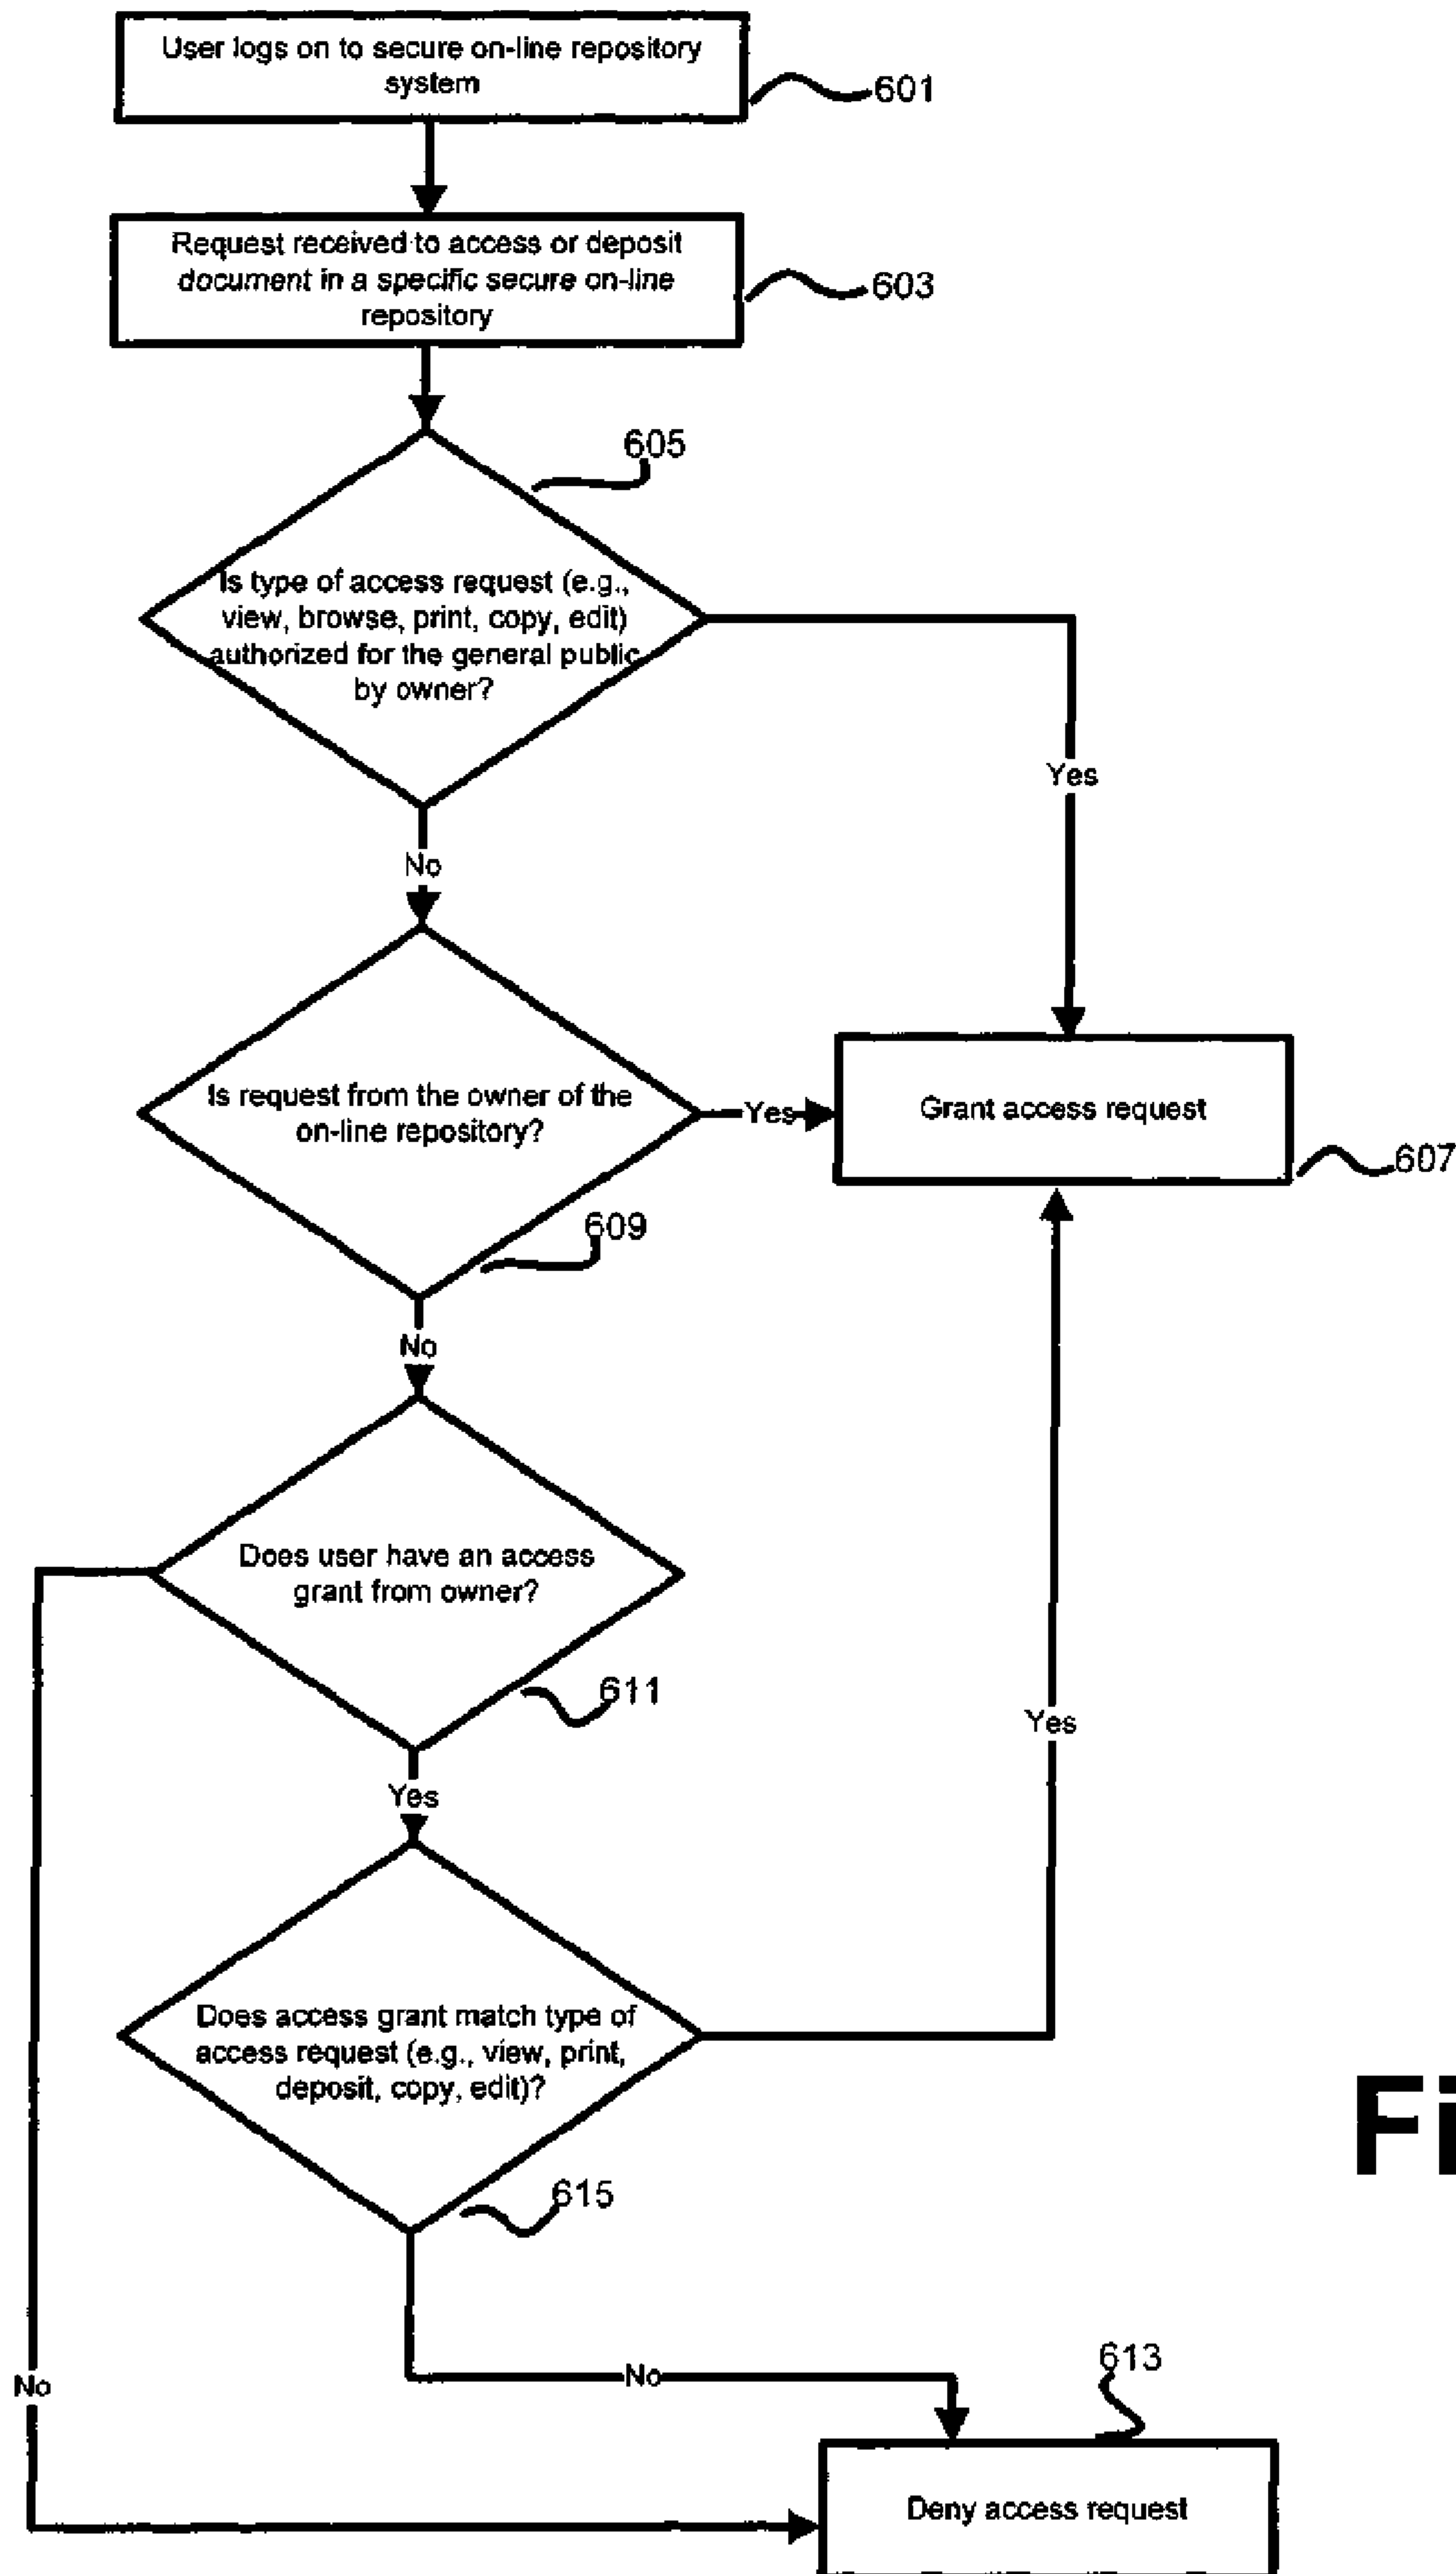 User logs on to secure on-line repository
system
601
Request received to access or deposit
document in a specific secure on-line
repository
603
605
Is type of access request (e.g.,
view, browse, print, copy, edit)
authorized for the general public
by owner?
Yes
No
Is request from the owner of the
on-line repository?
Yes
Grant access request
607
609
No
Does user have an access
grant from owner?
611
Yes
Yes
Does access grant match type of
access request (e.g., view, print,
deposit, copy, edit)?
Fi
615
No
No
613
Deny access request